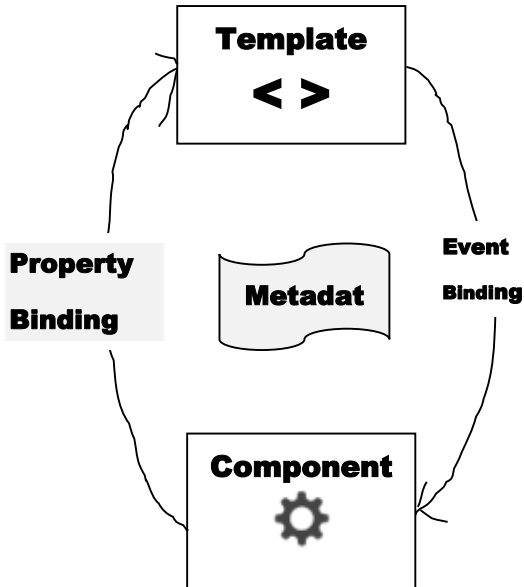 Template
< >
Property
Binding
Metadat
Event
Binding
Component